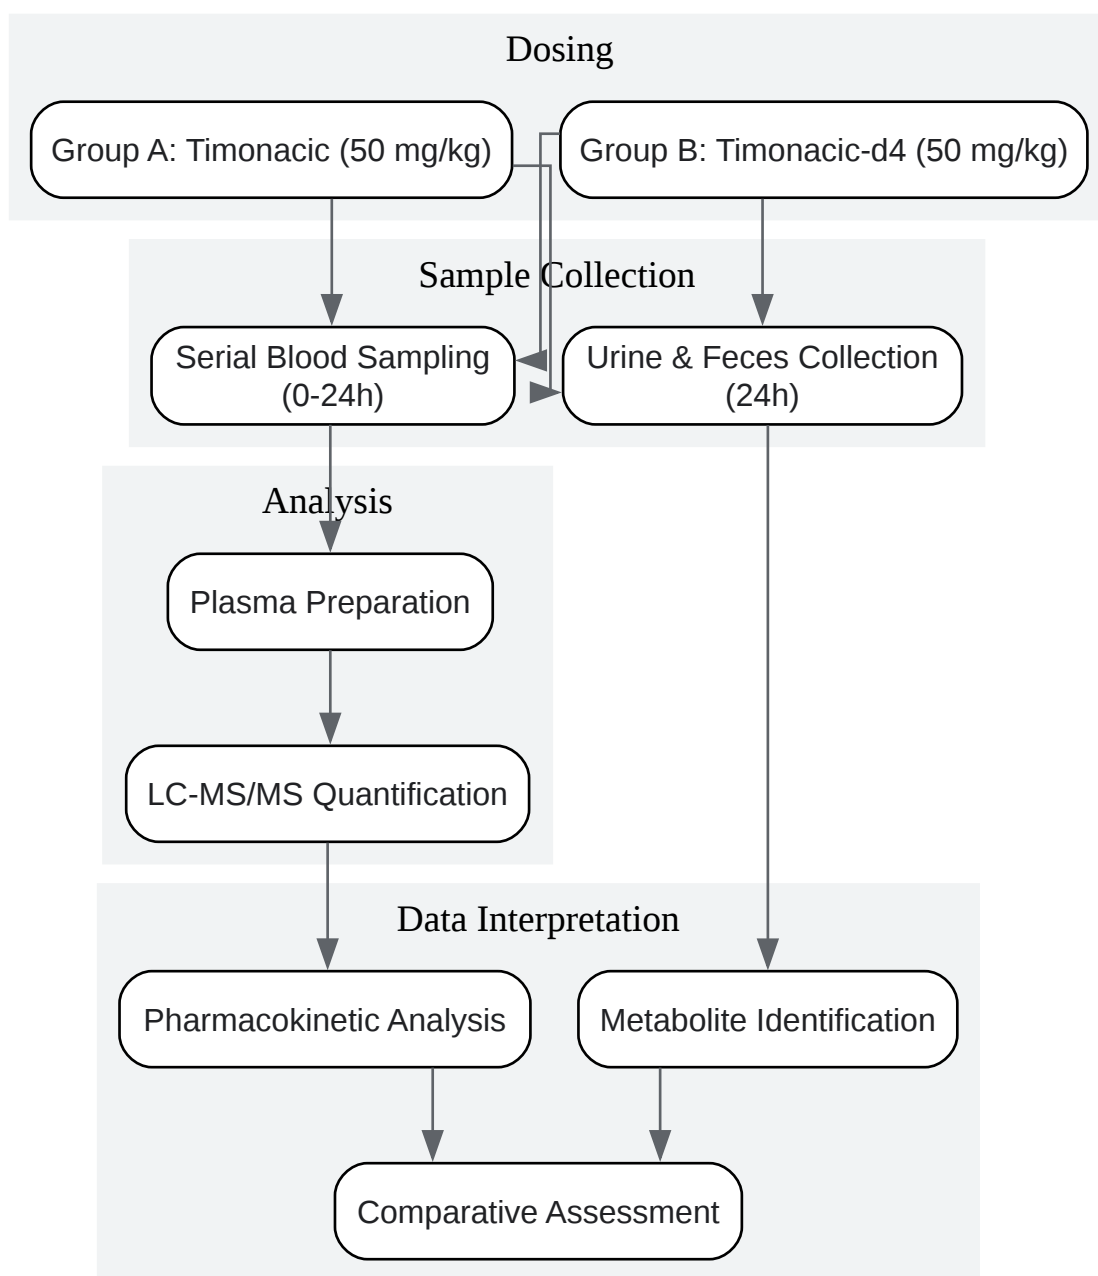 Dosing
Group A: Timonacic (50 mg/kg)
Group B: Timonacic-d4 (50 mg/kg)
Sample Collection
Serial Blood Sampling
(0-24h)
Urine & Feces Collection
(24h)
Analysis
Plasma Preparation
LC-MS/MS Quantification
Data Interpretation
Pharmacokinetic Analysis
Metabolite Identification
Comparative Assessment